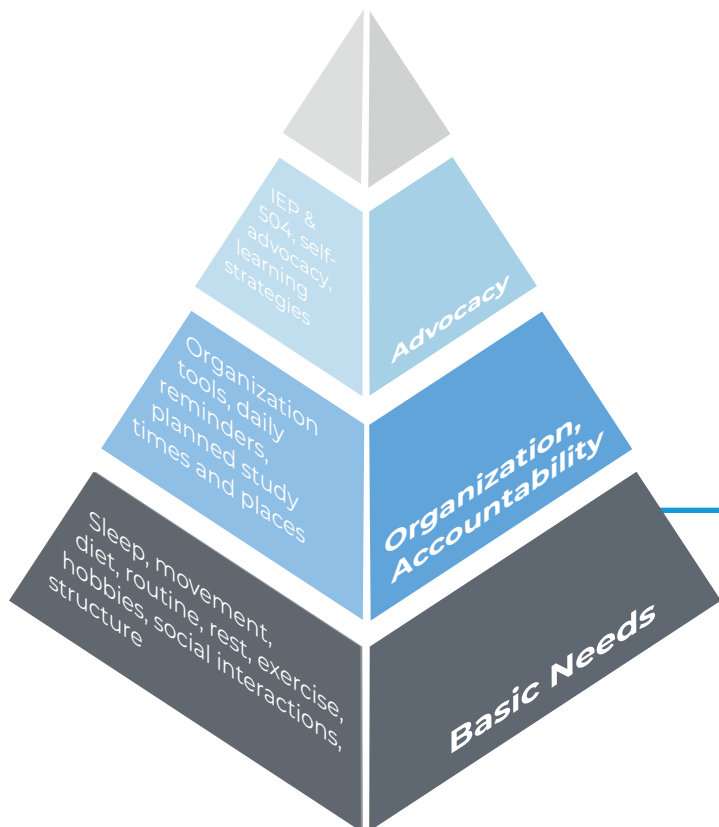 IEP &
504, self-
advocacy,
learning
strategies
Advocacy
Organization
tools, daily
reminders,
planned study
times and places
Organization,
Accountability
Sleep, movement,
diet, routine, rest, exercise,
hobbies, social interactions,
structure
Basic Needs